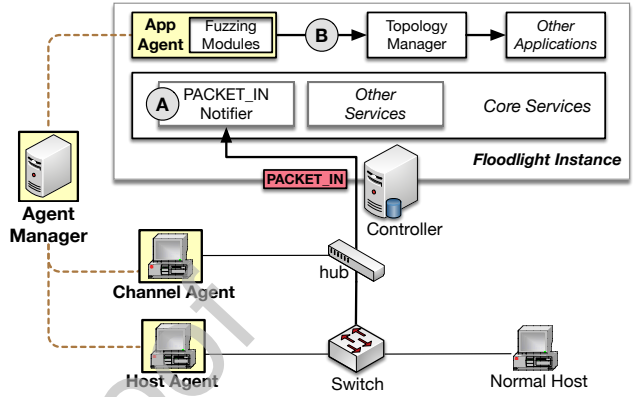 App
Agent
Fuzzing
Modules
B
Topology
Manager
Other
Applications
A
PACKET_IN
Notifier
Other
Services
Core Services
Floodlight Instance
PACKET_IN
Controller
Agent
Manager
hub
Channel Agent
Host Agent
Switch
Normal Host